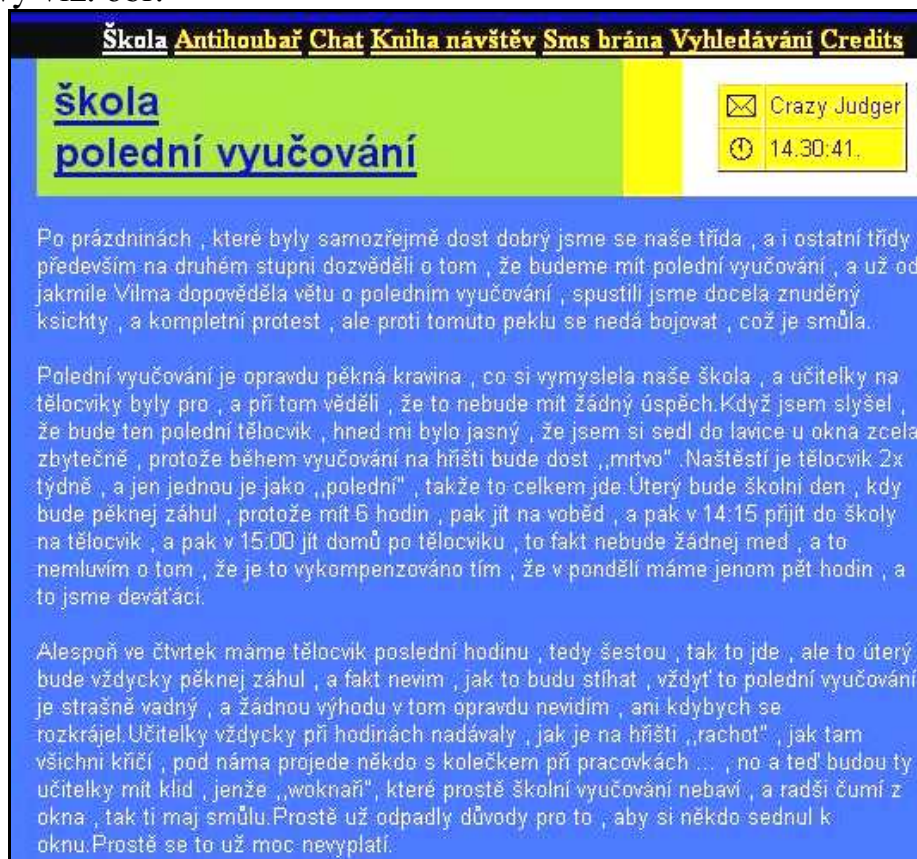 Škola Antihoubař Chat Kniha návštěv Sms brána Vyhledávání Credits
škola
polední vyučování
Crazy Judger
14.30:41.
Po prázdninách , které byly samozřejmě dost dobrý jsme se naše třída , a i ostatní třídy
především na druhém stupni dozvěděli o tom , že budeme mít polední vyučování , a už od
jakmile Vilma dopověděla větu o poledním vyučování , spustili jsme docela znuděný
ksichty , a kompletní protest , ale proti tomuto peklu se nedá bojovat , což je smůla.
Polední vyučování je opravdu pěkná kravina , co si vymyslela naše škola , a učitelky na
tělocviky byly pro , a při tom věděli , že to nebude mít žádný úspěch.Když jsem slyšel ,
že bude ten polední tělocvik , hned mi bylo jasný , že jsem si sedl do lavice u okna zcela
zbytečně , protože během vyučování na hřišti bude dost ,,mrtvo" .Naštěstí je tělocvik 2x
týdně , a jen jednou je jako ,,polední" , takže to celkem jde.Úterý bude školní den , kdy
bude pěknej záhul , protože mít 6 hodin , pak jít na voběd , a pak v 14:15 přijít do školy
na tělocvik , a pak v 15:00 jít domů po tělocviku , to fakt nebude žádnej med , a to
nemluvím o tom , že je to vykompenzováno tím , že v pondělí máme jenom pět hodin , a
to jsme deváťáci.
Alespoň ve čtvrtek máme tělocvik poslední hodinu , tedy šestou , tak to jde , ale to úterý
bude vždycky pěknej záhul , a fakt nevim , jak to budu stíhat , vždyť to polední vyučování
je strašně vadný , a žádnou výhodu v tom opravdu nevidím , ani kdybych se
rozkrájel.Učitelky vždycky při hodinách nadávaly , jak je na hřišti ,,rachot" , jak tam
všichni křičí , pod náma projede někdo s kolečkem při pracovkách ... , no a teď budou ty
učitelky mít klid , jenže ,,woknaři", které prostě školní vyučování nebaví , a radši čumí z
okna , tak ti maj smůlu.Prostě už odpadly důvody pro to , aby si někdo sednul k
oknu.Prostě se to už moc nevyplatí.